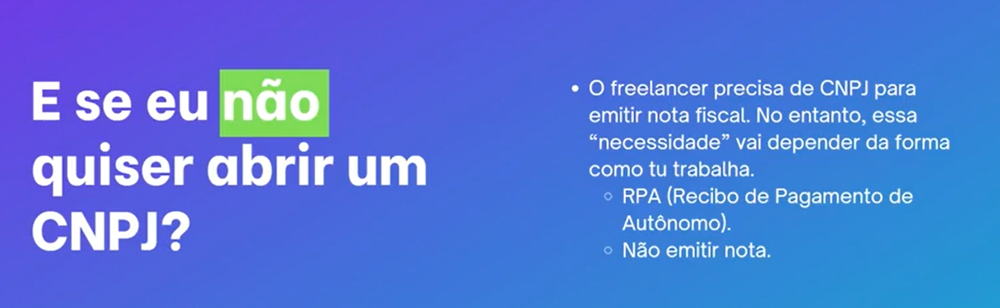 E se eu não
quiser abrir um
CNPJ?
• O freelancer precisa de CNPJ para
emitir nota fiscal. No entanto, essa
“necessidade” vai depender da forma
como tu trabalha.
◦ RPA (Recibo de Pagamento de
Autônomo).
◦ Não emitir nota.